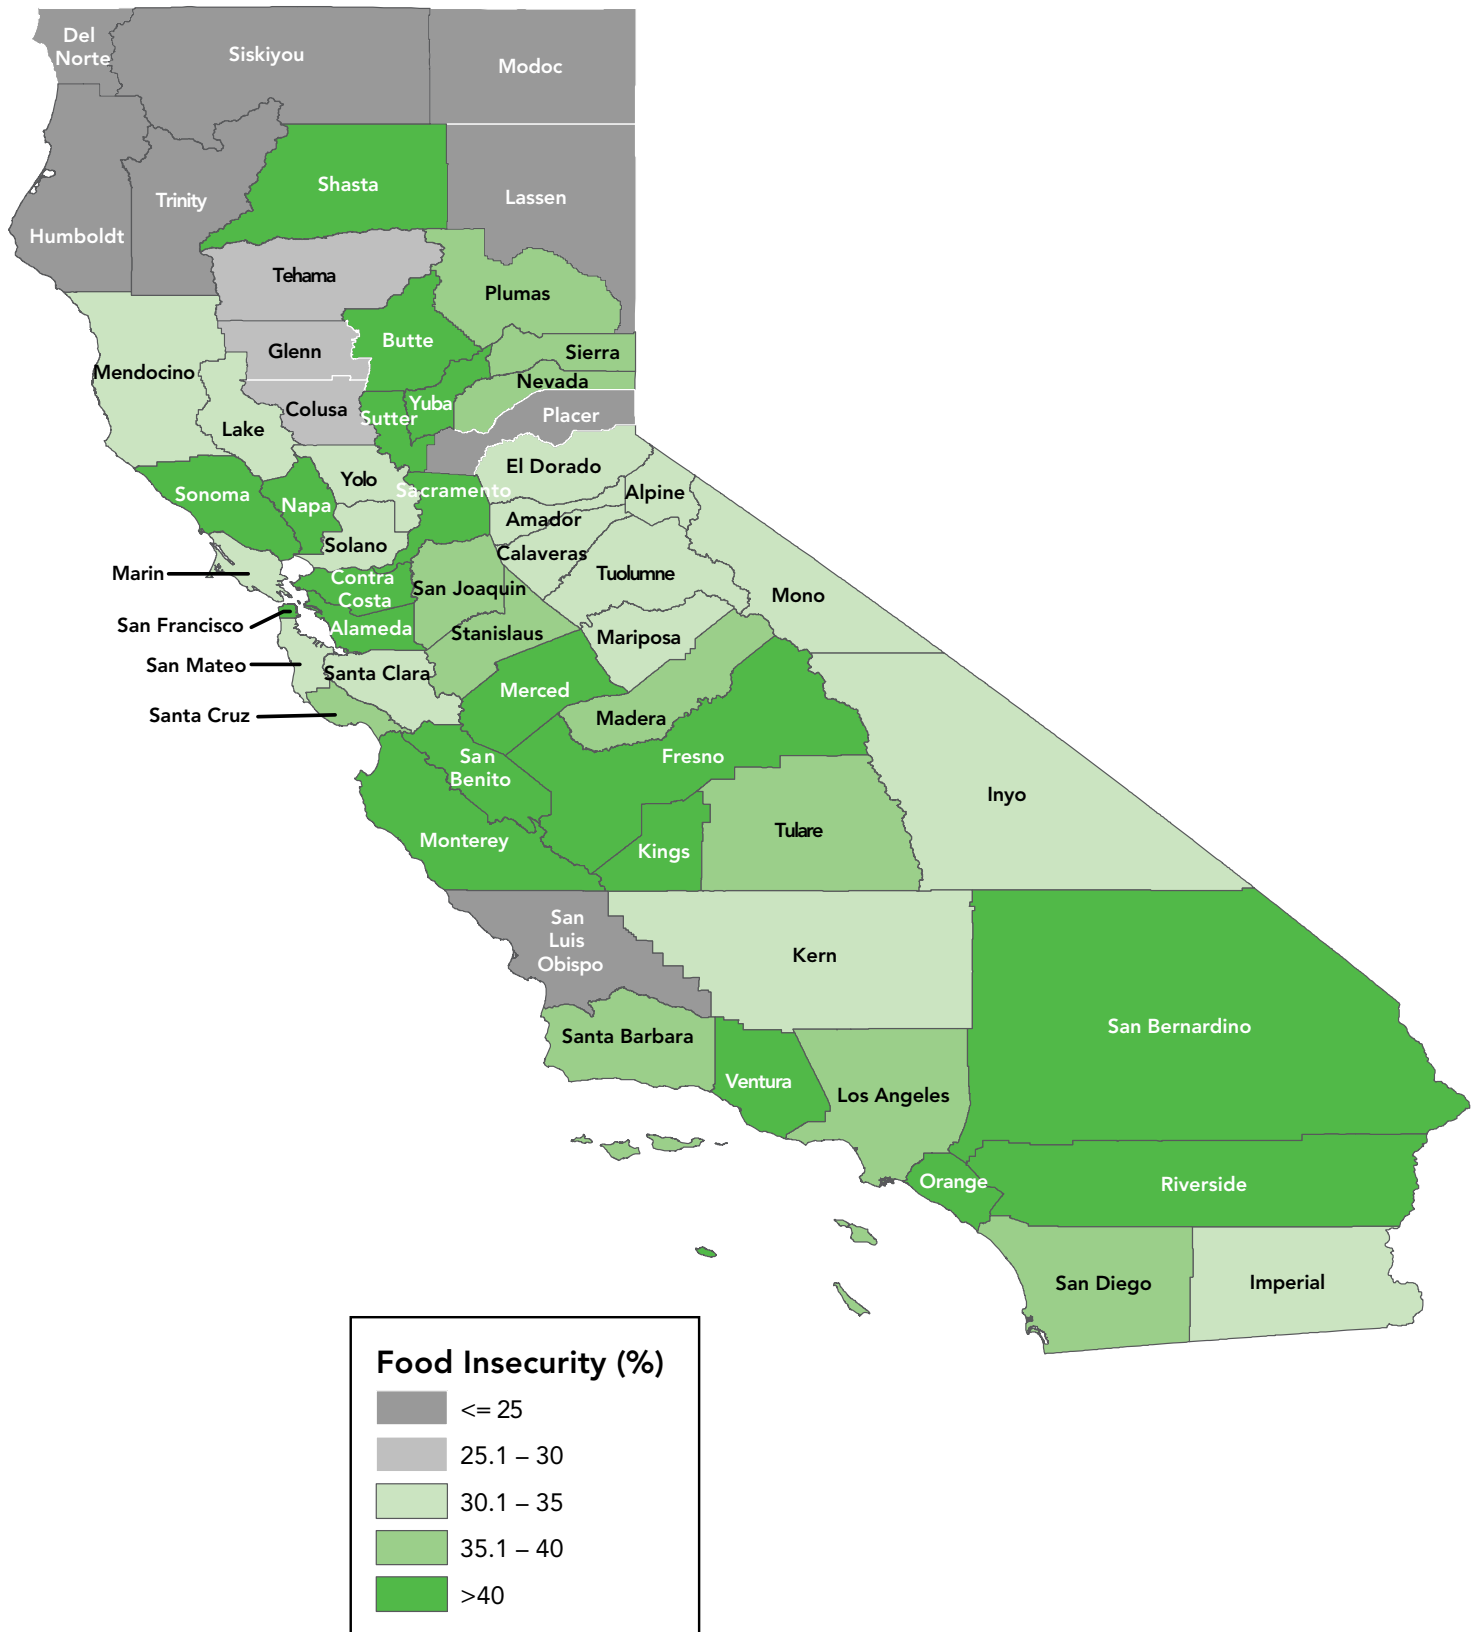 Del
Norte
Siskiyou
Modoc
Shasta
Lassen
Trinity
Humboldt
Tehama
Plumas
Butte
Glenn
Sierra
Mendocino
Nevada
Colusa
Yuba
Sutter
Placer
Lake
El Dorado
Yolo
Sacramento
Alpine
Sonoma
Napa
Amador
Solano
Calaveras
Marin
Contra
Costa
San Joaquin
Tuolumne
Mono
San Francisco
Alameda
Stanislaus
Mariposa
San Mateo
Santa Clara
Merced
Santa Cruz
Madera
San
Benito
Fresno
Inyo
Monterey
Kings
Tulare
San
Luis
Obispo
Kern
San Bernardino
Santa Barbara
Ventura
Los Angeles
Orange
Riverside
San Diego
Imperial
Food Insecurity (%)
<= 25
25.1 – 30
30.1 – 35
35.1 – 40
>40